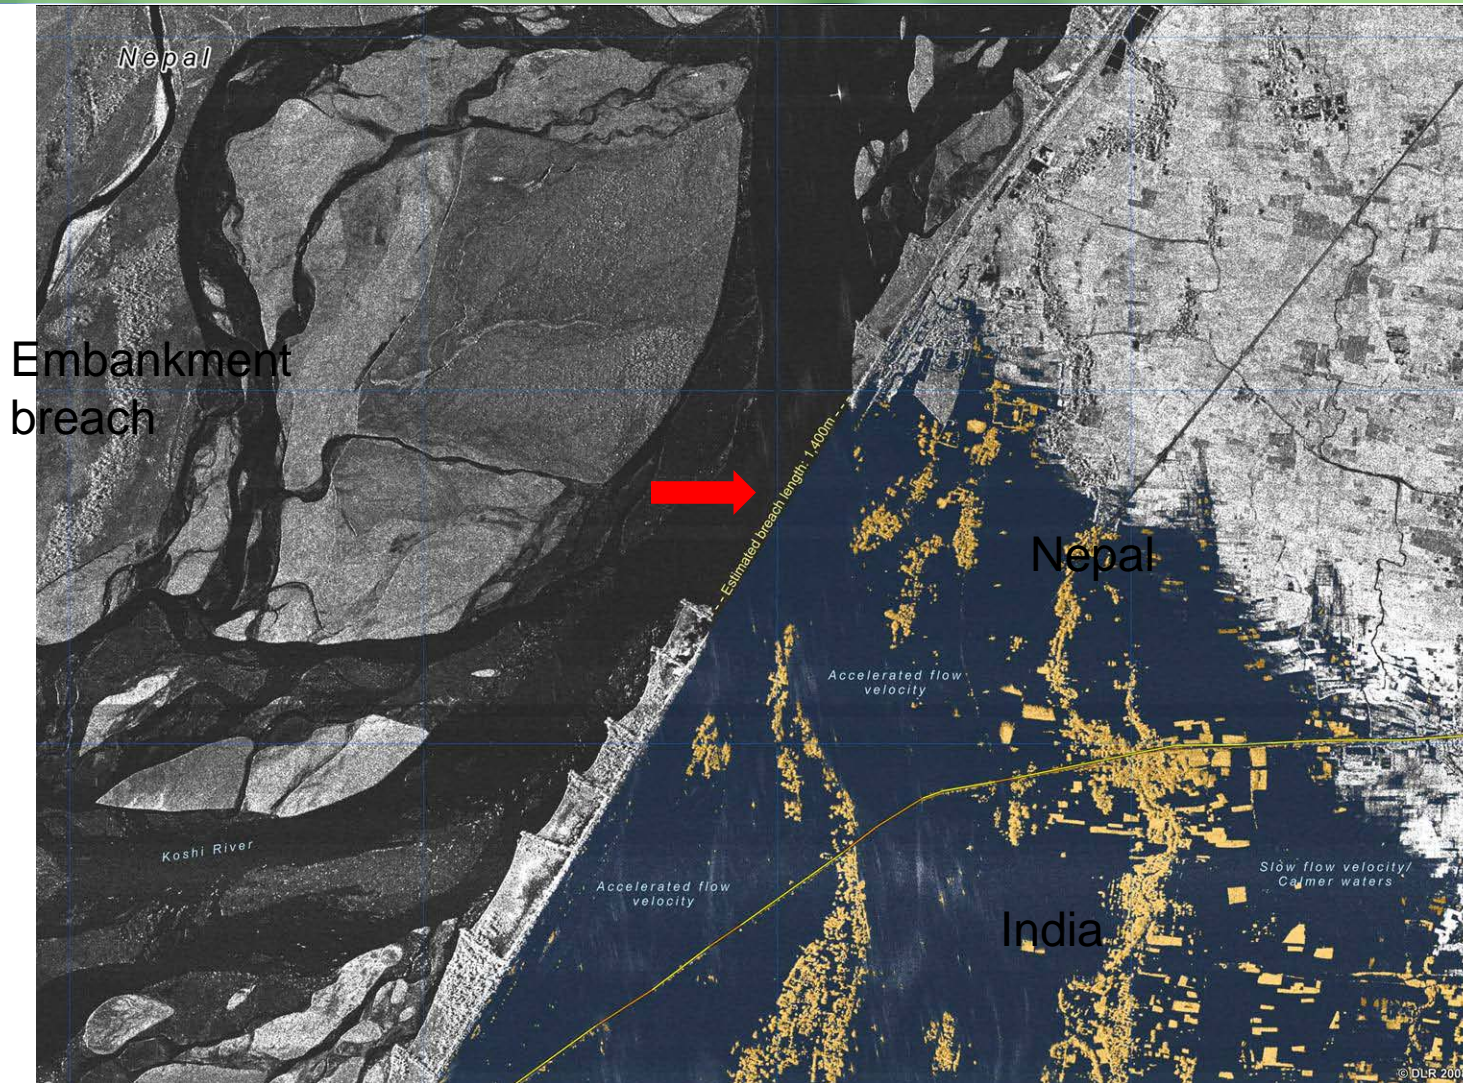 Nepal
Embankment
breach
Estimated breach length: 1,400m
Nepal
Accelerated flow
velocity
Koshi River
Accelerated flow
velocity
Slow flow velocity/
Calmer waters
India
© DLR 2008